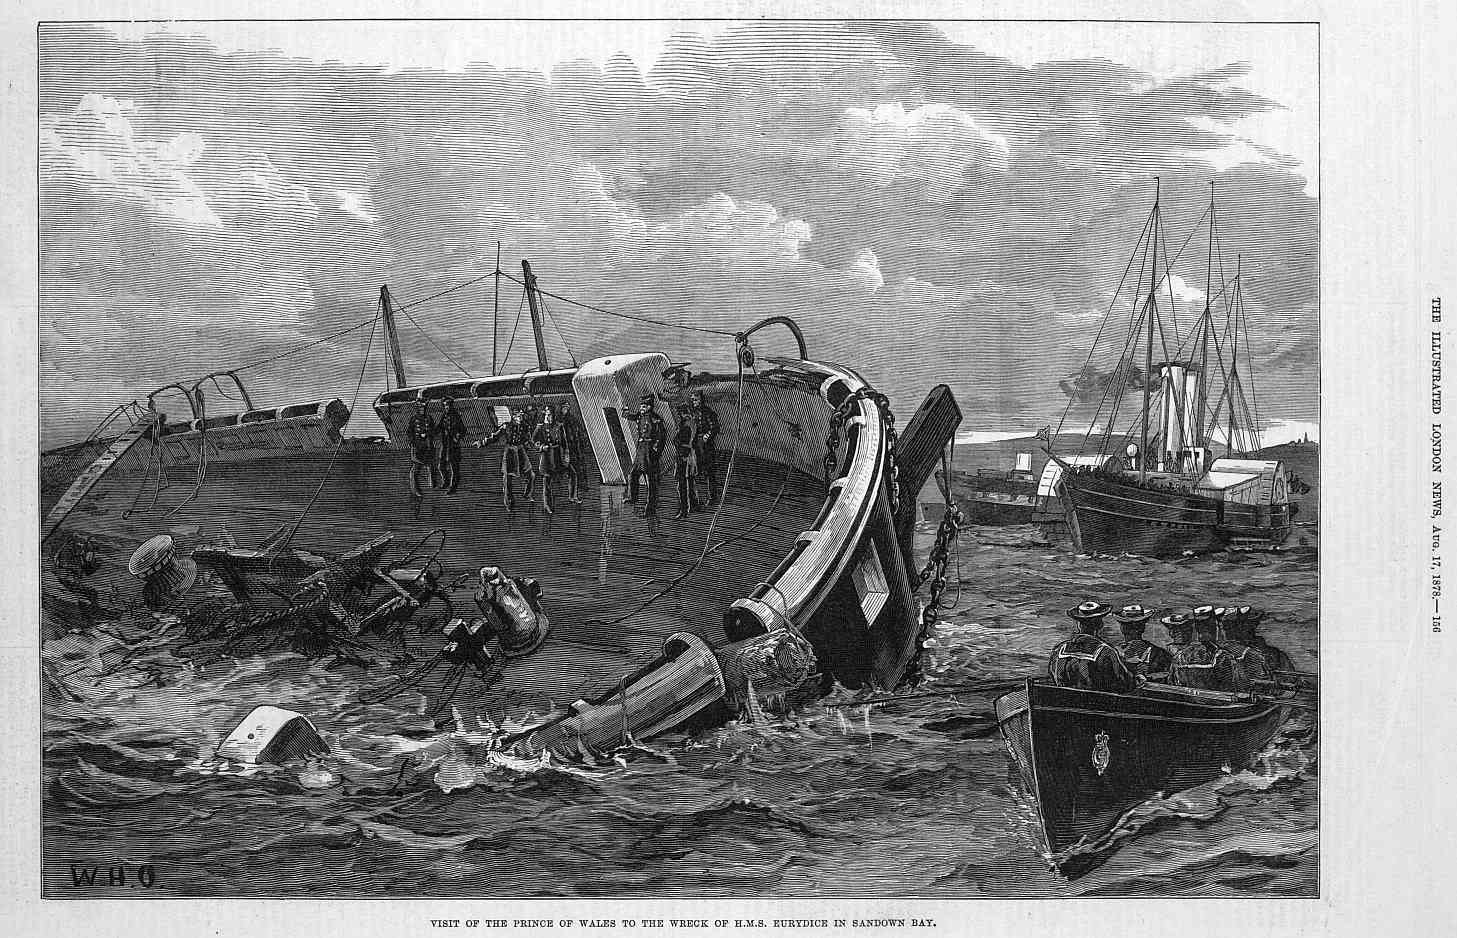 W.H.O.
VISIT OF THE PRINCE OF WALES TO THE WRECK OF H.M.S. EURYDICE IN SANDOWN BAY.
THE ILLUSTRATED LONDON NEWS, AUG. 17, 1878.—156